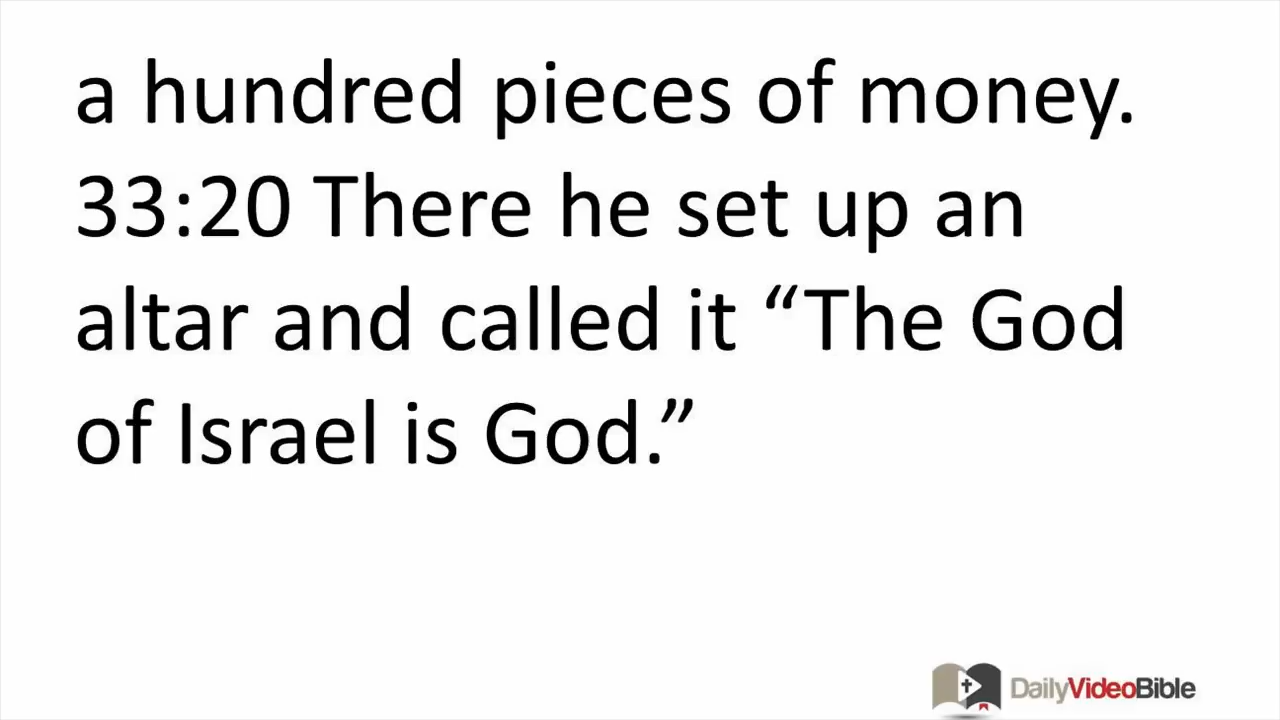 a hundred pieces of money.
33:20 There he set up an
altar and called it “The God
of Israel is God.”
DailyVideoBible